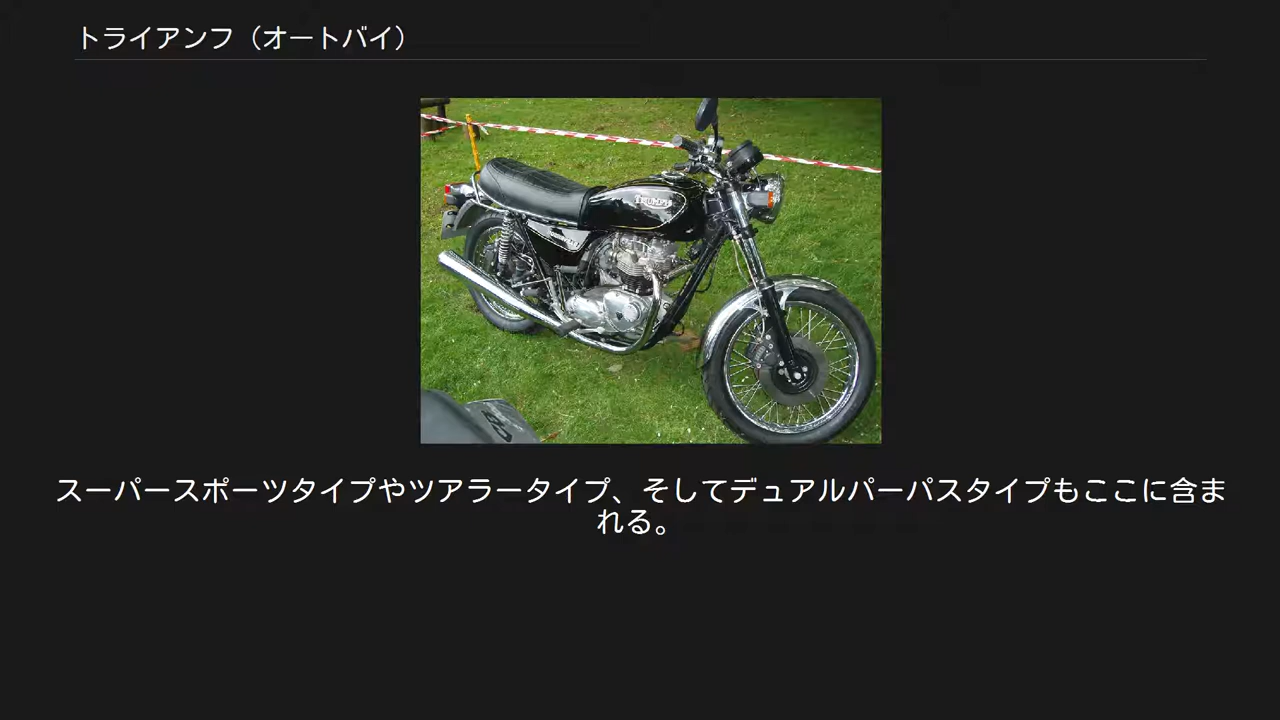 トライアンフ（オートバイ）
TRIUMPH
スーパースポーツタイプやツアラータイプ、そしてデュアルパーパスタイプもここに含ま
れる。